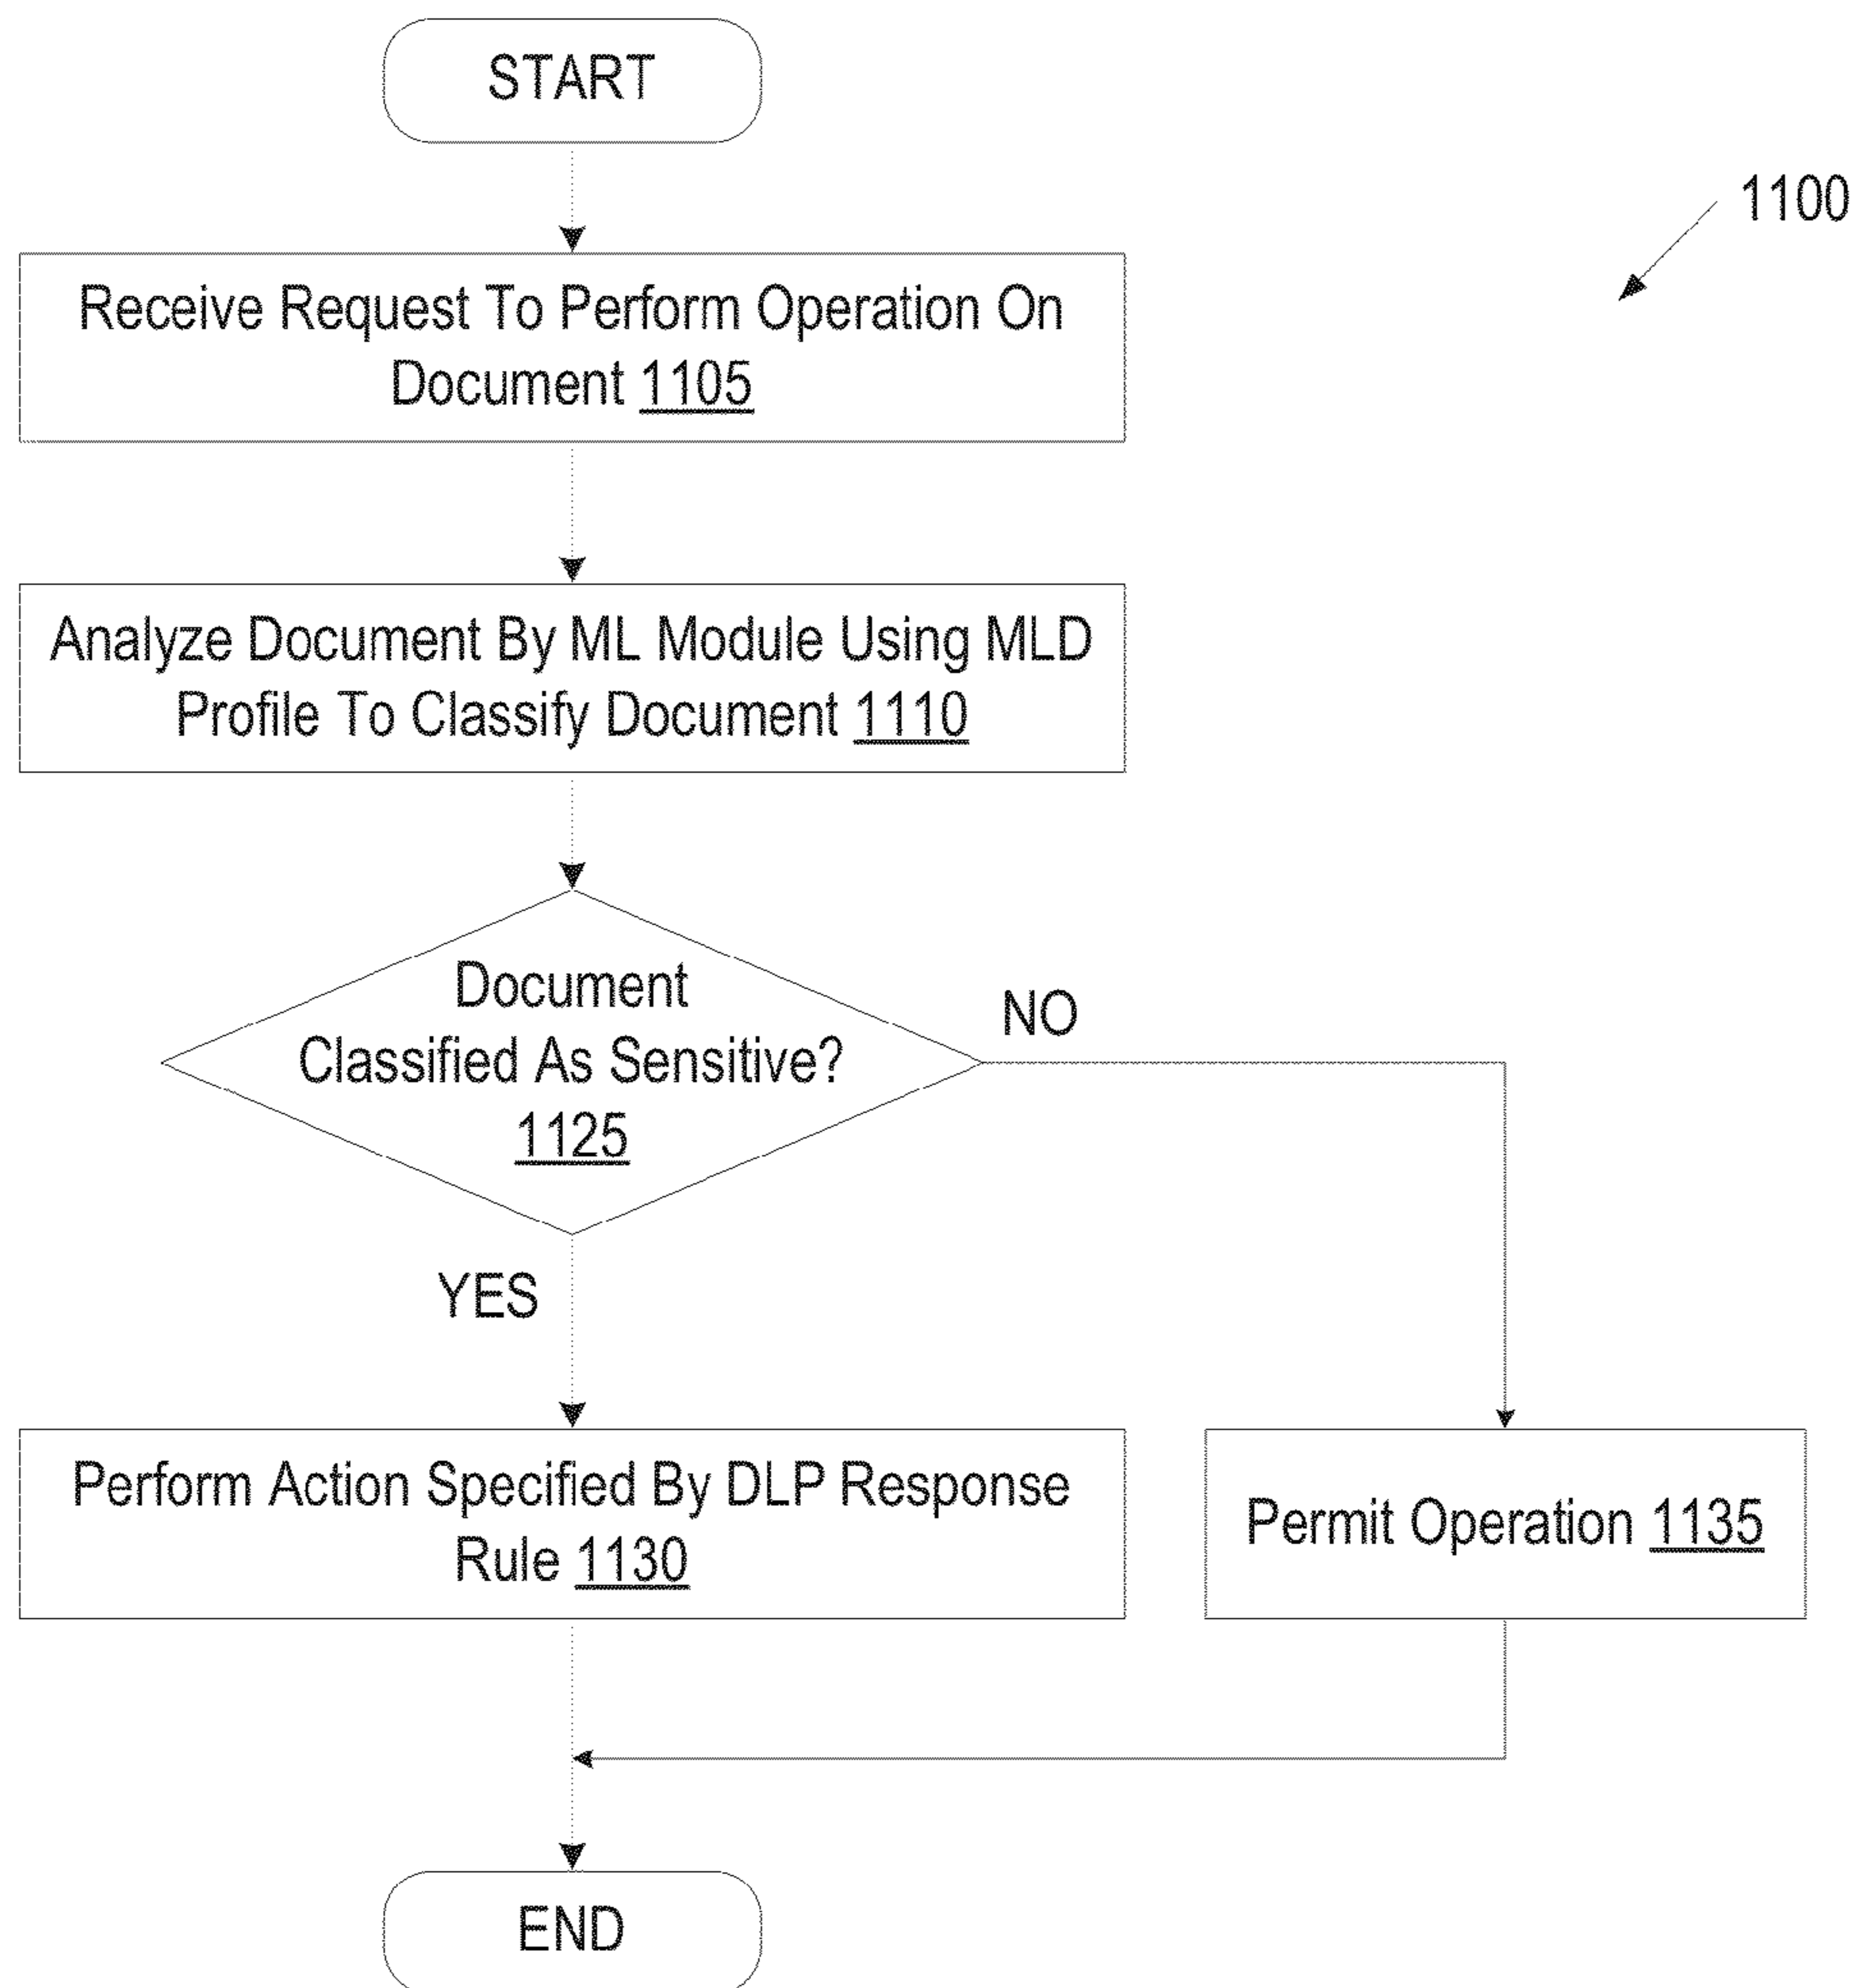 START
1100
Receive Request To Perform Operation On
Document 1105
Analyze Document By ML Module Using MLD
Profile To Classify Document 1110
Document
Classified As Sensitive?
1125
NO
YES
Perform Action Specified By DLP Response
Rule 1130
Permit Operation 1135
END